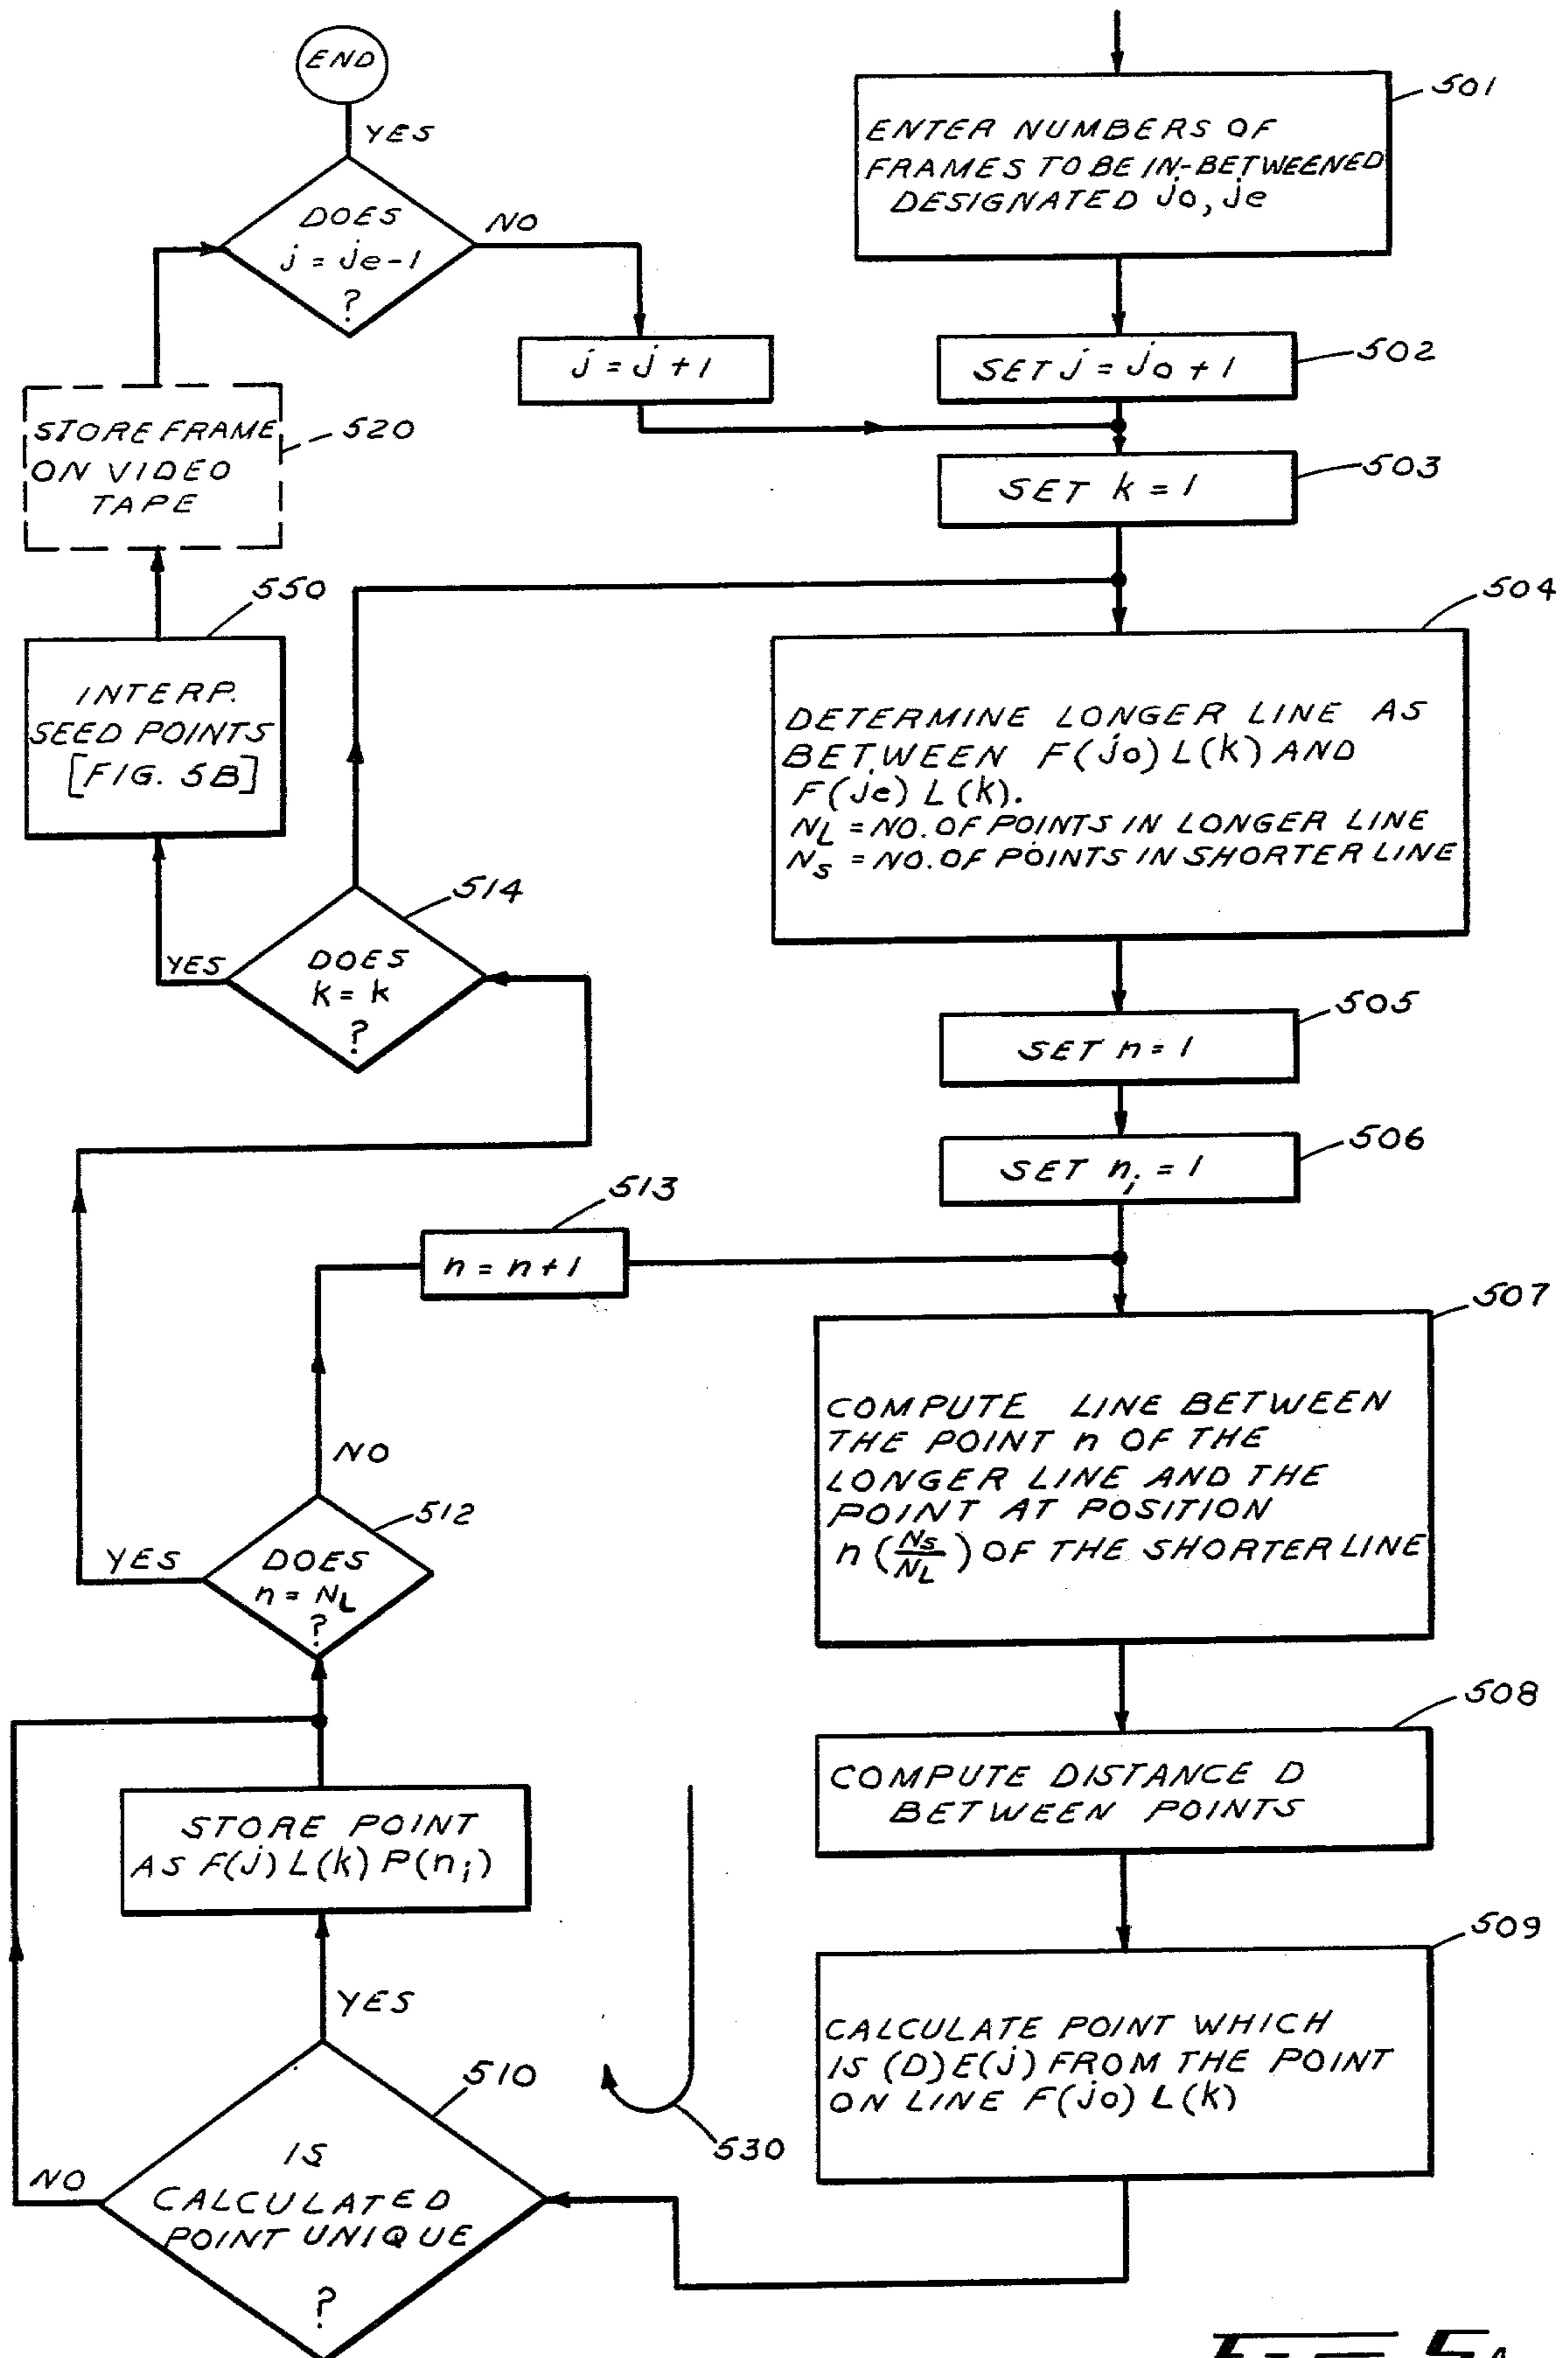 END
YES
DOES
j = je-1
?
NO
j = j + 1
STORE FRAME
ON VIDEO
TAPE
520
550
INTERP.
SEED POINTS
[FIG. 5B]
514
YES
DOES
k = k
?
513
n = n + 1
NO
512
YES
DOES
n = NL
?
STORE POINT
AS F(j) L(k) P(ni)
YES
510
NO
IS
CALCULATED
POINT UNIQUE
?
530
501
ENTER NUMBERS OF
FRAMES TO BE IN-BETWEENED
DESIGNATED jo, je
502
SET j = jo + 1
503
SET k = 1
504
DETERMINE LONGER LINE AS
BETWEEN F(jo) L(k) AND
F(je) L(k).
NL = NO. OF POINTS IN LONGER LINE
NS = NO. OF POINTS IN SHORTER LINE
505
SET n = 1
506
SET ni = 1
507
COMPUTE LINE BETWEEN
THE POINT n OF THE
LONGER LINE AND THE
POINT AT POSITION
n (NS/NL) OF THE SHORTER LINE
508
COMPUTE DISTANCE D
BETWEEN POINTS
509
CALCULATE POINT WHICH
IS (D)E(j) FROM THE POINT
ON LINE F(jo) L(k)